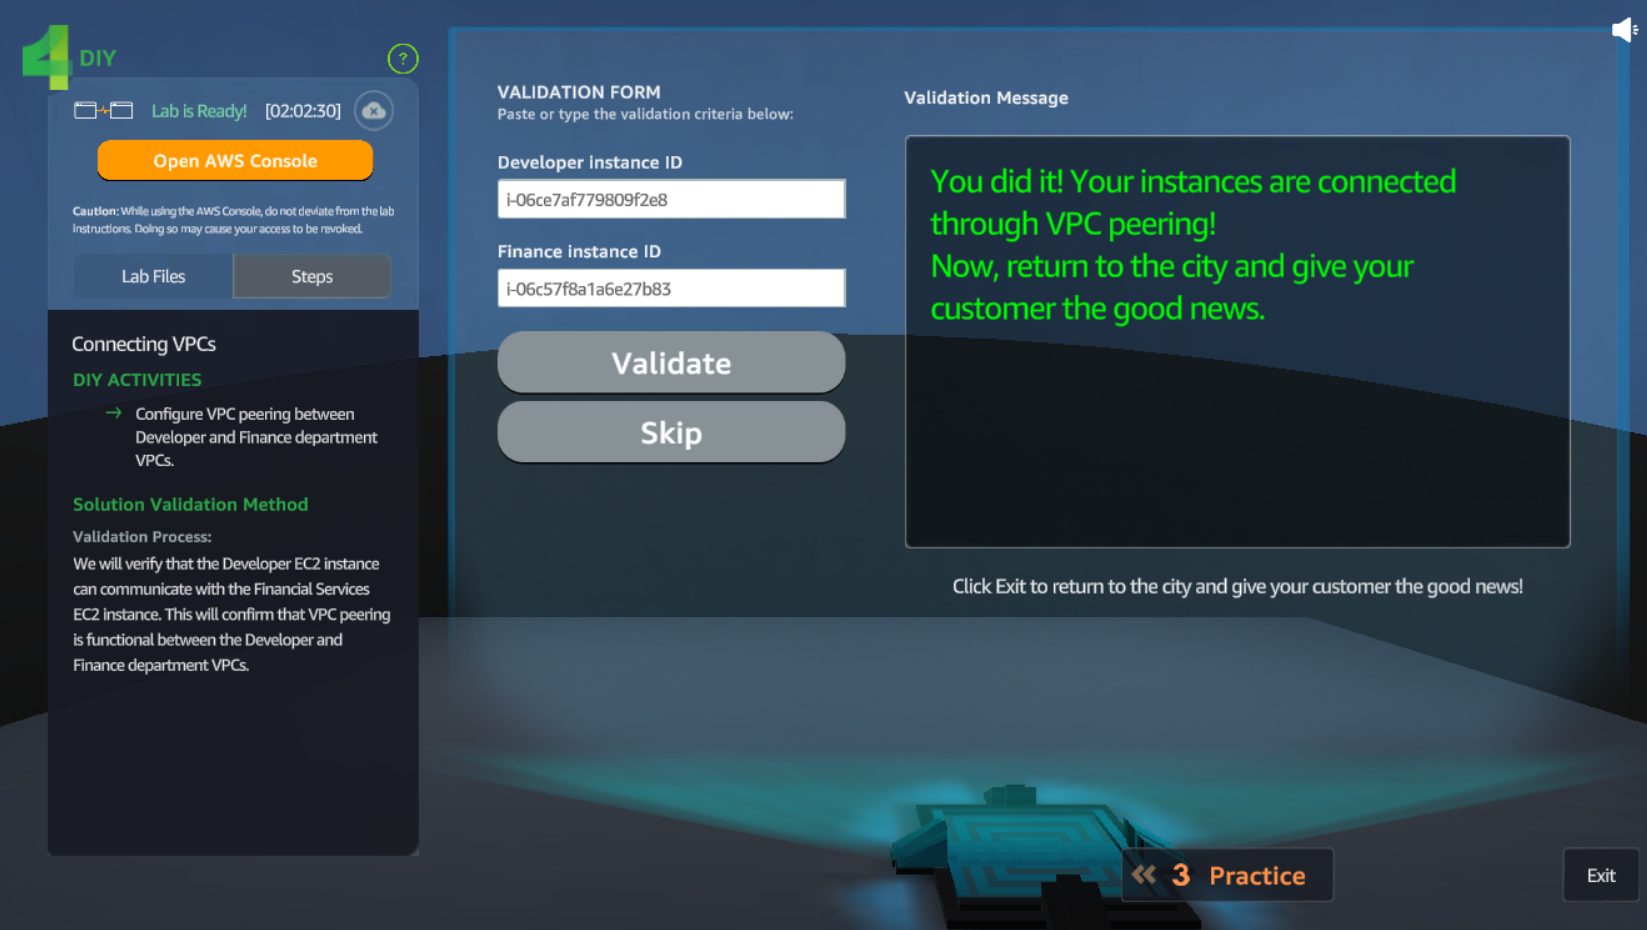 4 DIY
?
Lab is Ready! [02:02:30]
Open AWS Console
Caution: While using the AWS Console, do not deviate from the lab
instructions. Doing so may cause your access to be revoked.
Lab Files
Steps
Connecting VPCs
DIY ACTIVITIES
→ Configure VPC peering between
Developer and Finance department
VPCs.
Solution Validation Method
Validation Process:
We will verify that the Developer EC2 instance
can communicate with the Financial Services
EC2 instance. This will confirm that VPC peering
is functional between the Developer and
Finance department VPCs.
VALIDATION FORM
Paste or type the validation criteria below:
Developer instance ID
i-06ce7af779809f2e8
Finance instance ID
i-06c57f8a1a6e27b83
Validate
Skip
Validation Message
You did it! Your instances are connected
through VPC peering!
Now, return to the city and give your
customer the good news.
Click Exit to return to the city and give your customer the good news!
« 3 Practice
Exit